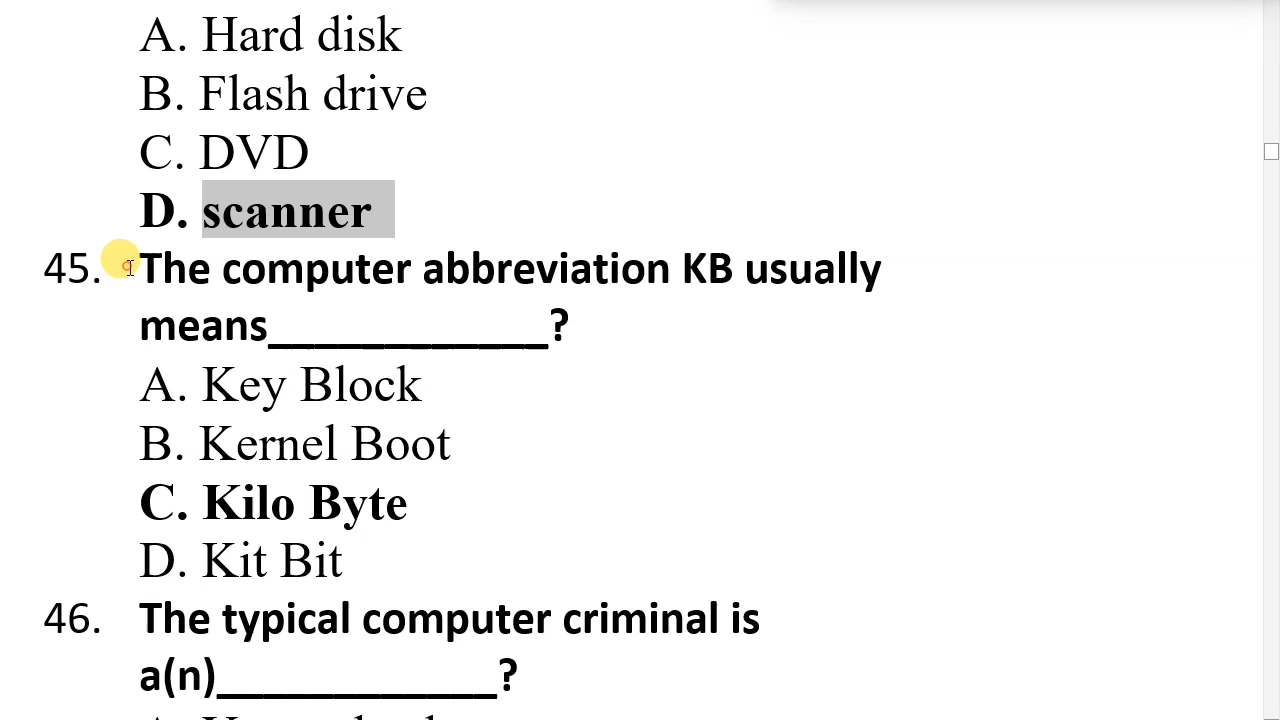 A. Hard disk
B. Flash drive
C. DVD
D. scanner
45. The computer abbreviation KB usually
means____________?
A. Key Block
B. Kernel Boot
C. Kilo Byte
D. Kit Bit
46. The typical computer criminal is
a(n)____________?